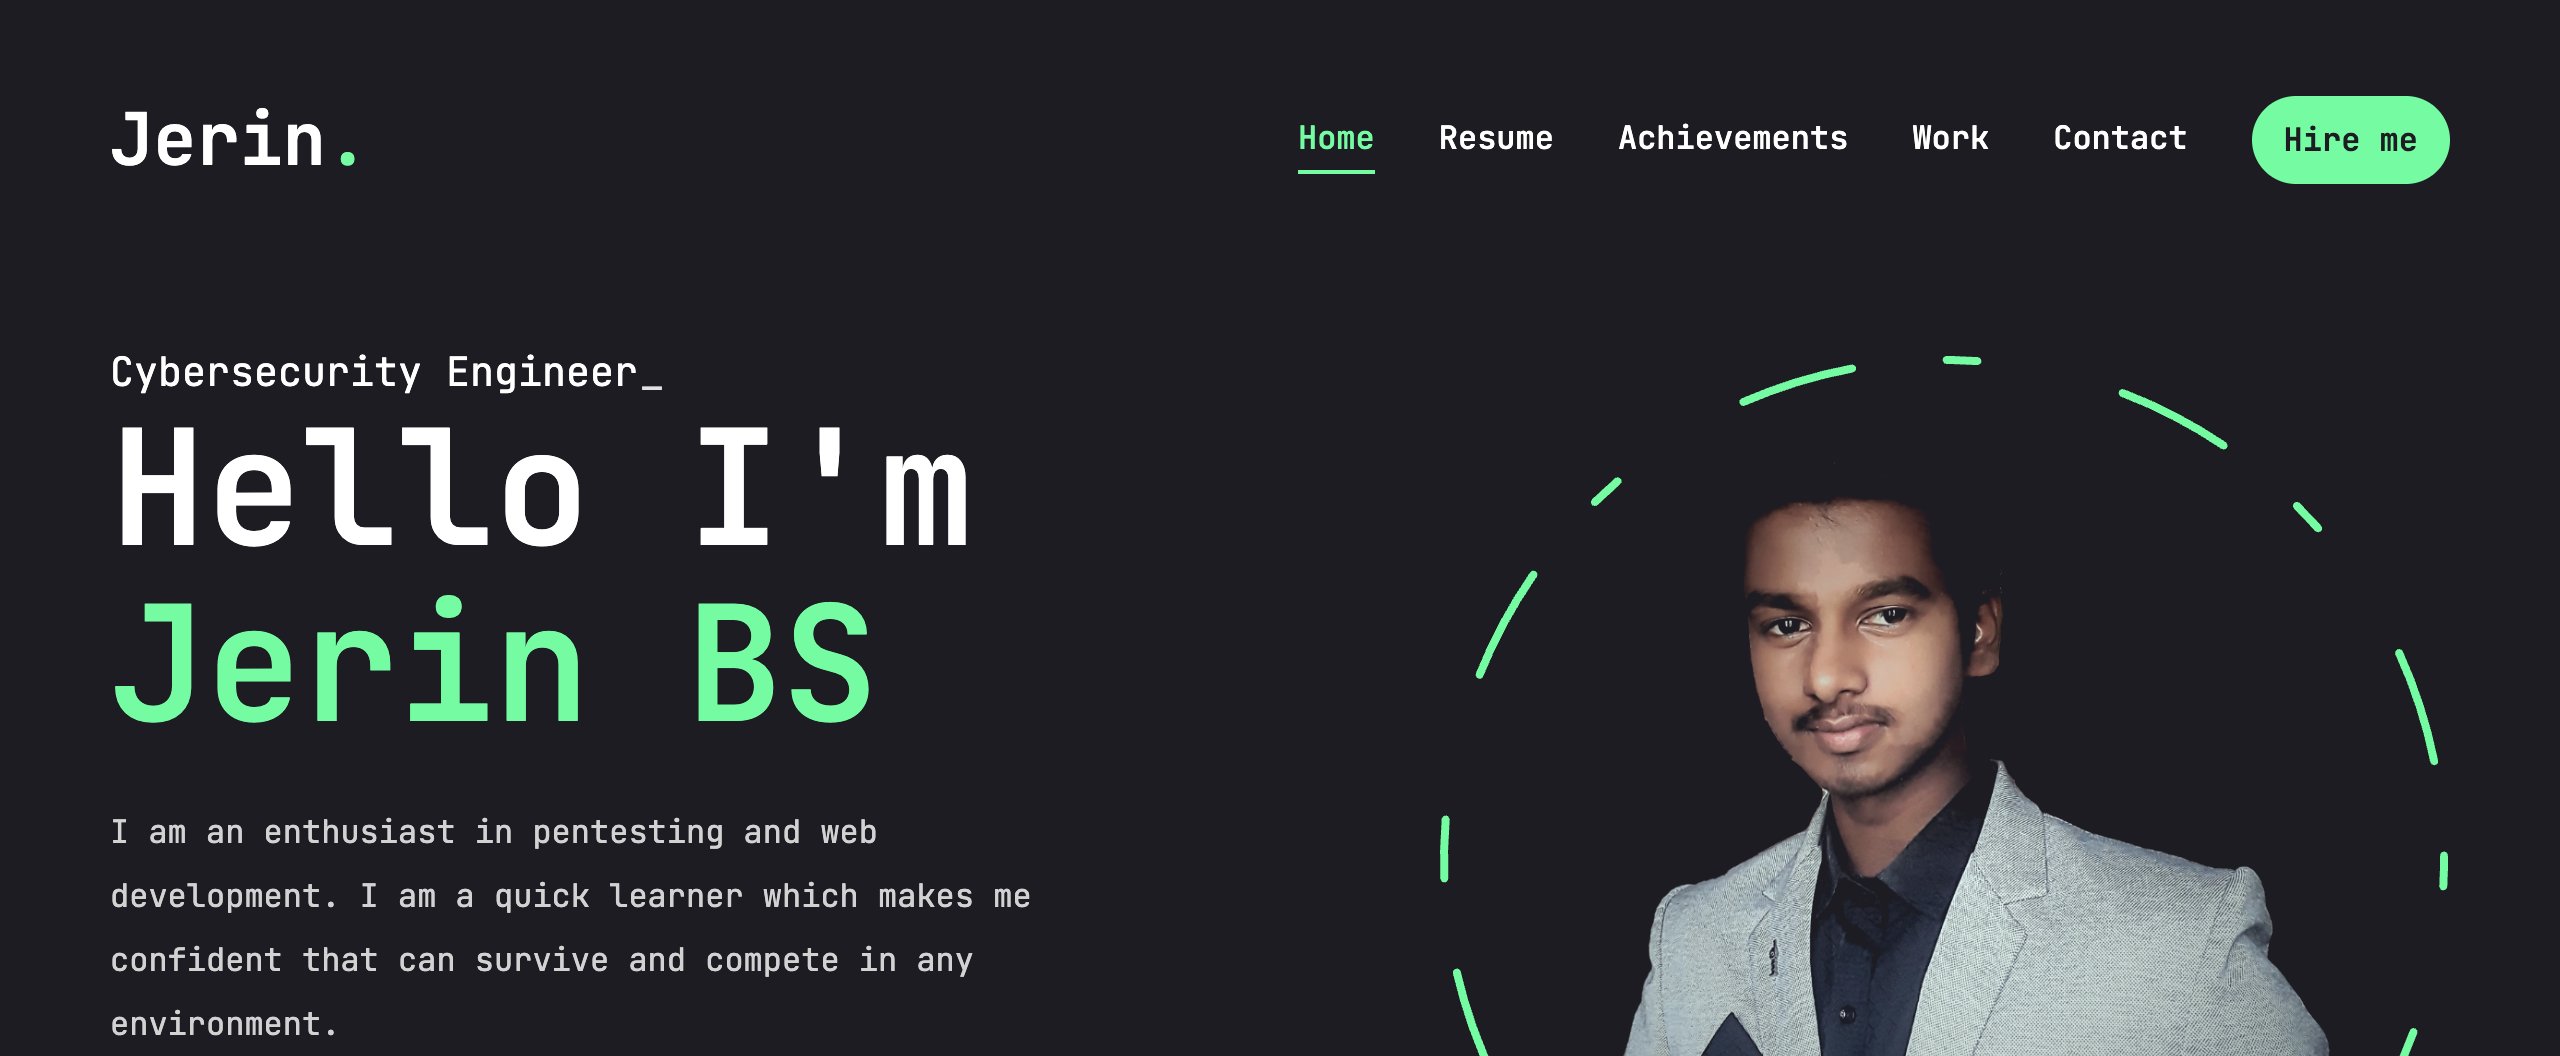 Jerin.
Home Resume Achievements Work Contact Hire me
Cybersecurity Engineer_
Hello I'm
Jerin BS
I am an enthusiast in pentesting and web
development. I am a quick learner which makes me
confident that can survive and compete in any
environment.